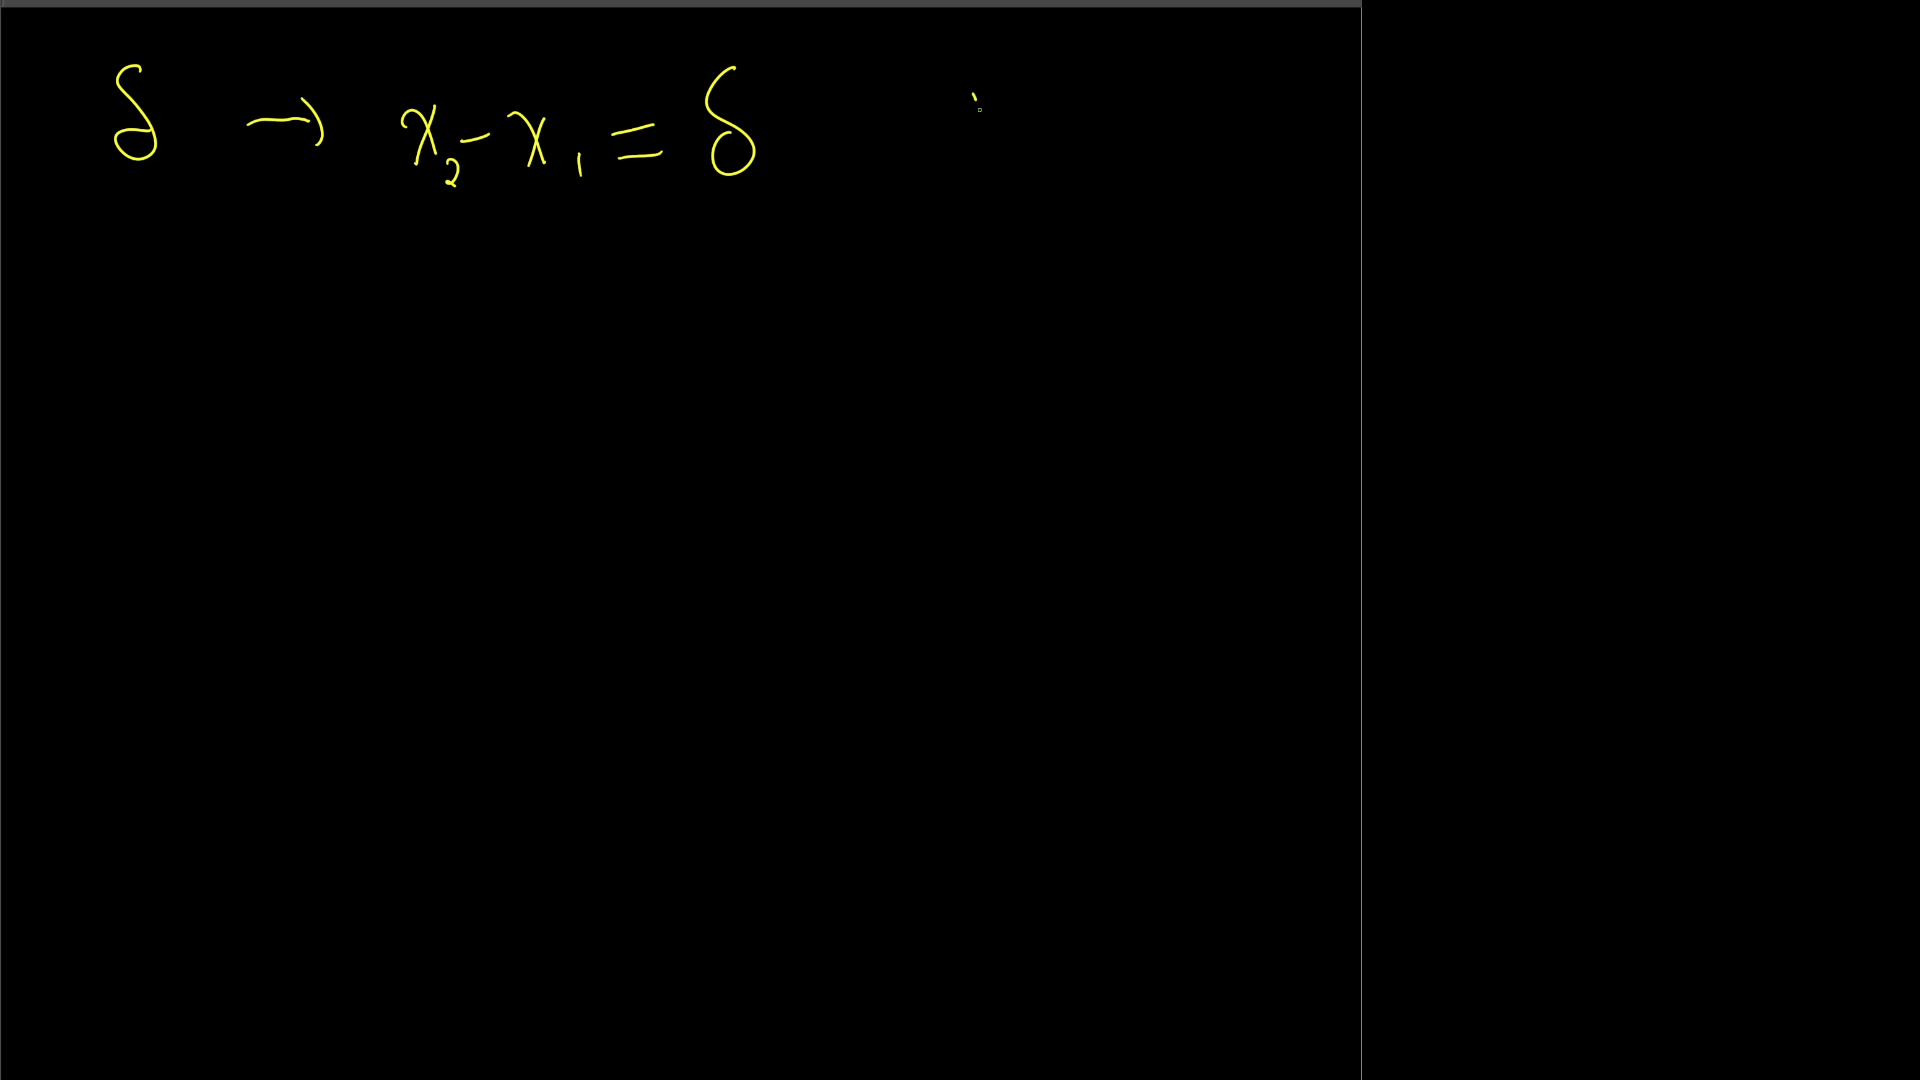 δ → x₂ - x₁ = δ